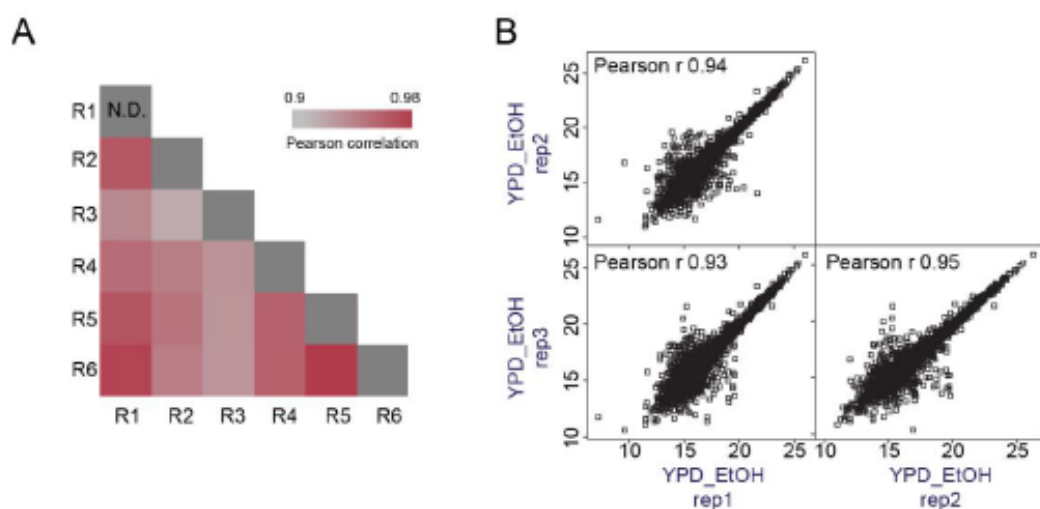 A
R1
N.D.
R2
R3
R4
R5
R6
R1 R2 R3 R4 R5 R6
0.9 0.98
Pearson correlation
B
Pearson r 0.94
YPD_EtOH
rep2
10 15 20 25
Pearson r 0.93
Pearson r 0.95
YPD_EtOH
rep3
10 15 20 25
10 15 20 25
10 15 20 25
YPD_EtOH
rep1
YPD_EtOH
rep2